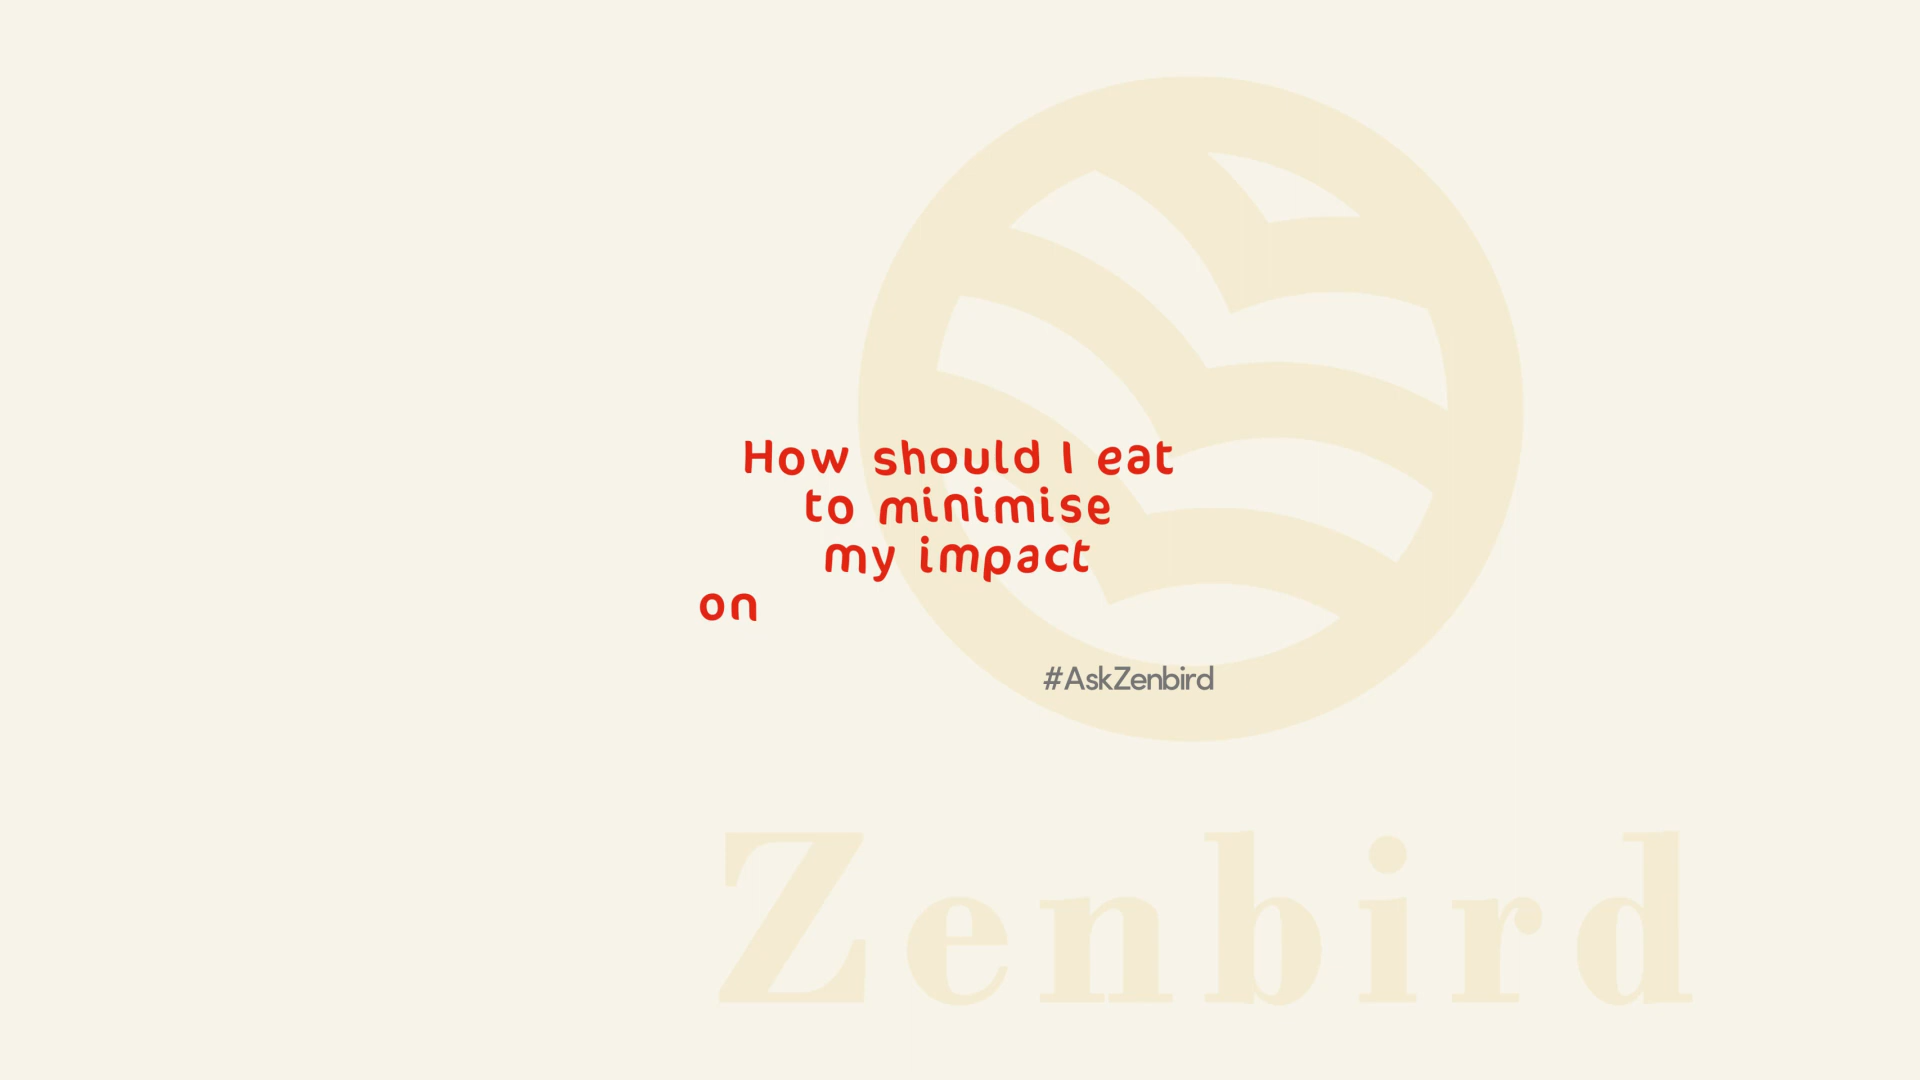 How should I eat
to minimise
my impact
on
#AskZenbird
Zenbird